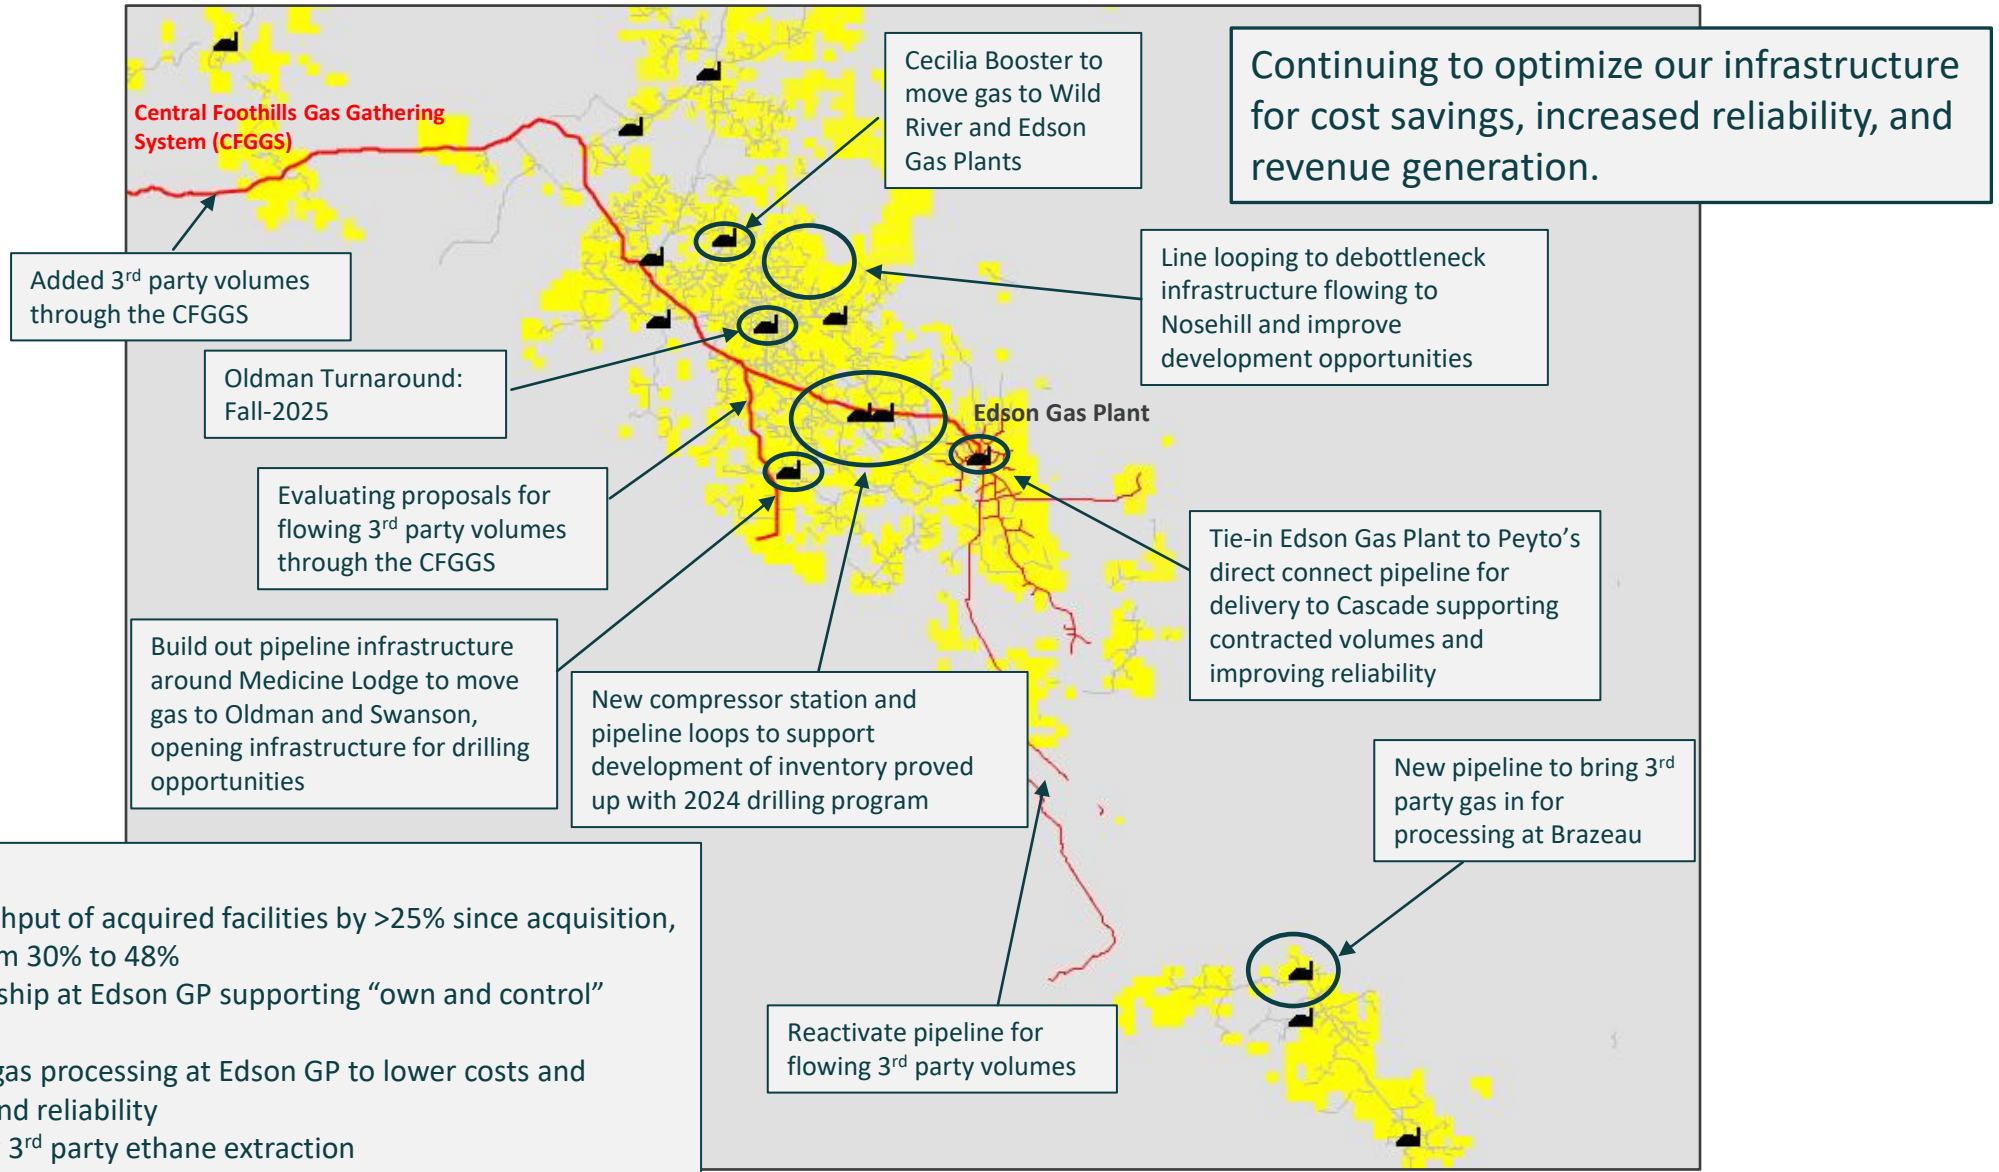 Cecilia Booster to
move gas to Wild
River and Edson
Gas Plants
Continuing to optimize our infrastructure
for cost savings, increased reliability, and
revenue generation.
Central Foothills Gas Gathering
System (CFGGS)
Added 3rd party volumes
through the CFGGS
Line looping to debottleneck
infrastructure flowing to
Nosehill and improve
development opportunities
Oldman Turnaround:
Fall-2025
Edson Gas Plant
Evaluating proposals for
flowing 3rd party volumes
through the CFGGS
Tie-in Edson Gas Plant to Peyto’s
direct connect pipeline for
delivery to Cascade supporting
contracted volumes and
improving reliability
Build out pipeline infrastructure
around Medicine Lodge to move
gas to Oldman and Swanson,
opening infrastructure for drilling
opportunities
New compressor station and
pipeline loops to support
development of inventory proved
up with 2024 drilling program
New pipeline to bring 3rd
party gas in for
processing at Brazeau
of acquired facilities by >25% since acquisition,
30% to 48%
at Edson GP supporting “own and control”
gas processing at Edson GP to lower costs and
reliability
3rd party ethane extraction
Reactivate pipeline for
flowing 3rd party volumes